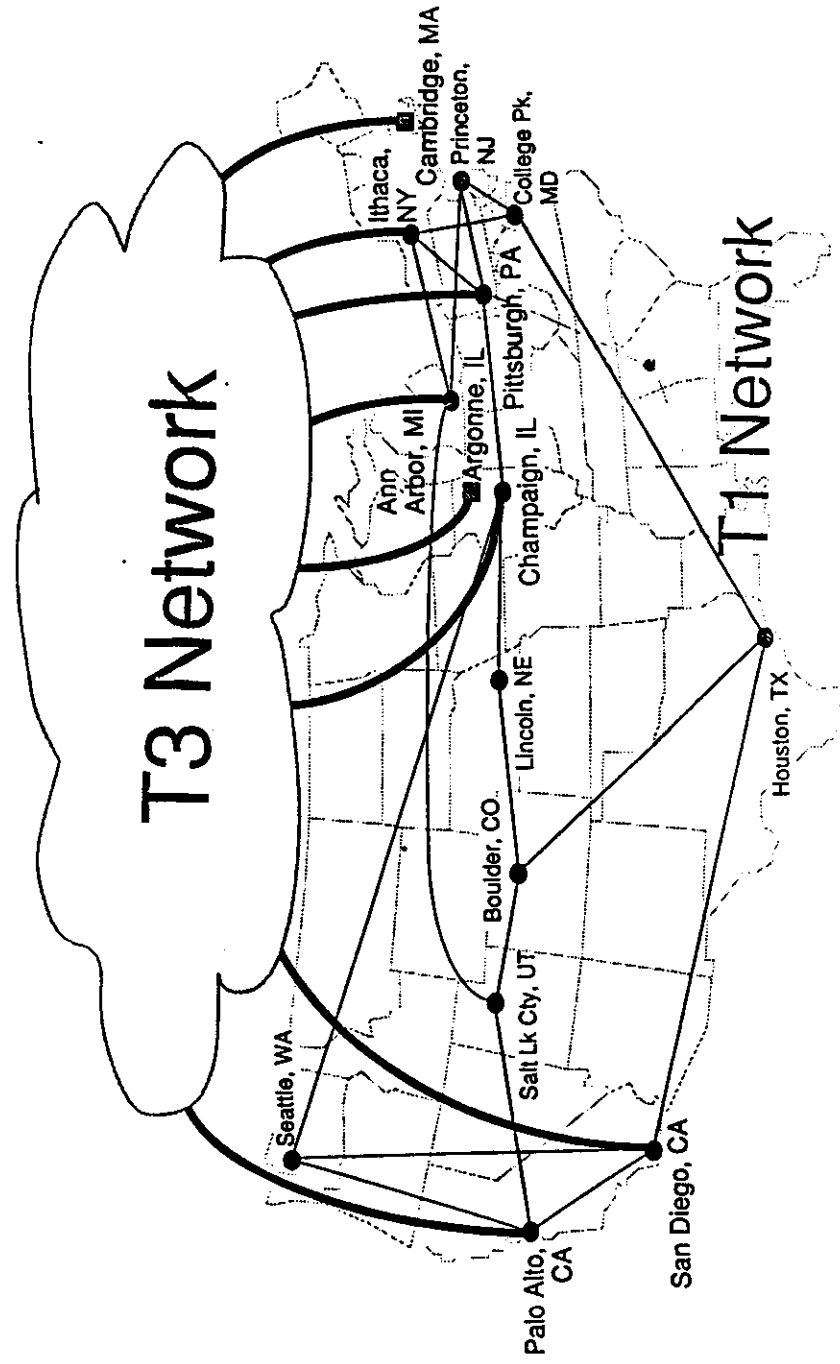 T3 Network
Seattle, WA
Palo Alto,
CA
San Diego, CA
Salt Lk Cty, UT
Boulder, CO
Lincoln, NE
Champaign, IL
Argonne, IL
Ann
Arbor, MI
Pittsburgh, PA
Ithaca,
NY
Cambridge, MA
Princeton,
NJ
College Pk,
MD
Houston, TX
T1 Network